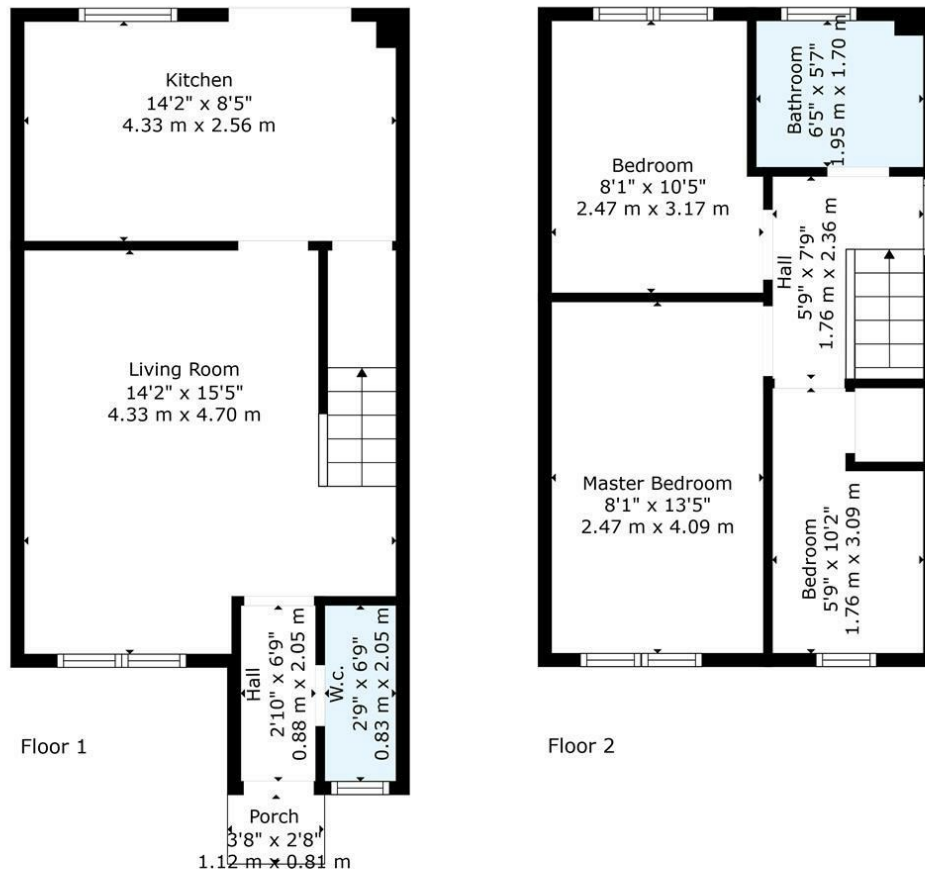 Kitchen
14'2" x 8'5"
4.33 m x 2.56 m
Living Room
14'2" x 15'5"
4.33 m x 4.70 m
Hall
2'10" x 6'9"
0.88 m x 2.05 m
W.c.
2'9" x 6'9"
0.83 m x 2.05 m
Porch
3'8" x 2'8"
1.12 m x 0.81 m
Floor 1
Bedroom
8'1" x 10'5"
2.47 m x 3.17 m
Bathroom
6'5" x 5'7"
1.95 m x 1.70 m
Hall
5'9" x 7'9"
1.76 m x 2.36 m
Master Bedroom
8'1" x 13'5"
2.47 m x 4.09 m
Bedroom
5'9" x 10'2"
1.76 m x 3.09 m
Floor 2